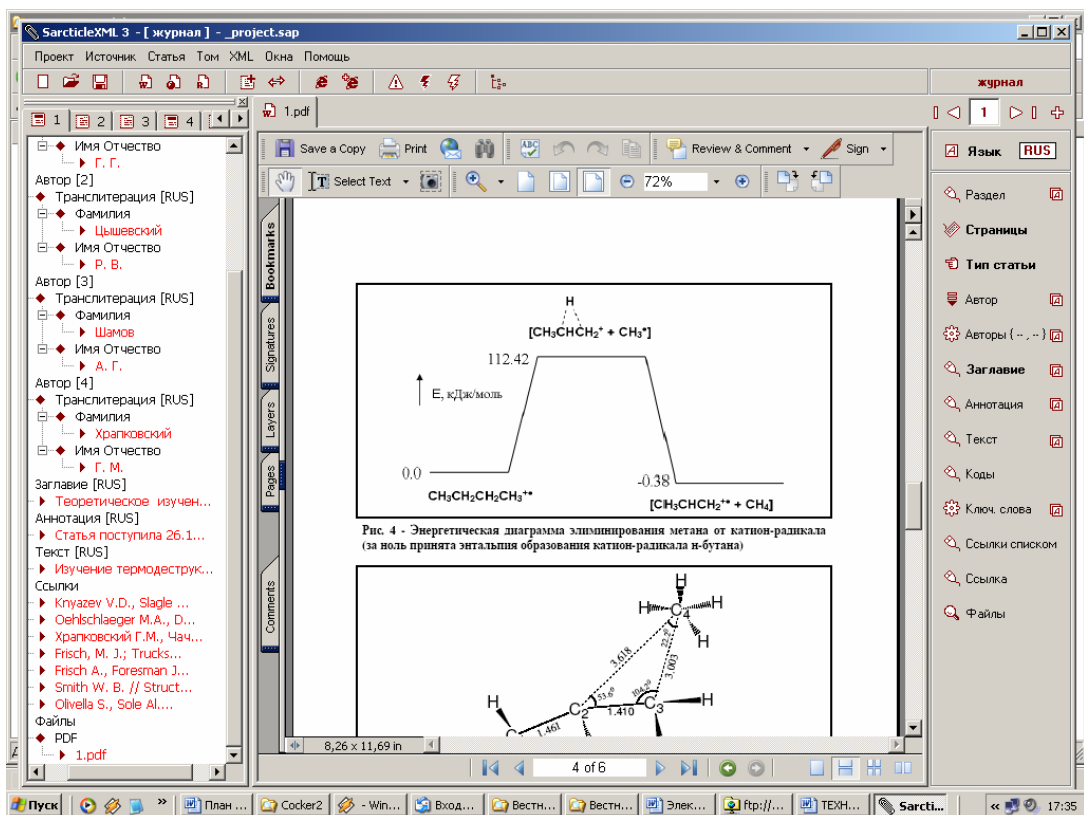 SarcticleXML 3 - [ журнал ] - _project.sap
Проект Источник Статья Том XML Окна Помощь
журнал
1 2 3 4
1.pdf
1
Имя Отчество
Г. Г.
Автор [2]
Транслитерация [RUS]
Фамилия
Цышевский
Имя Отчество
Р. В.
Автор [3]
Транслитерация [RUS]
Фамилия
Шамов
Имя Отчество
А. Г.
Автор [4]
Транслитерация [RUS]
Фамилия
Храпковский
Имя Отчество
Г. М.
Заглавие [RUS]
Теоретическое изучен...
Аннотация [RUS]
Статья поступила 26.1...
Текст [RUS]
Изучение термодеструк...
Ссылки
Knyazev V.D., Slagle ...
Oehlschlaeger M.A., D...
Храпковский Г.М., Чач...
Frisch, M. J.; Trucks...
Frisch A., Foresman J...
Smith W. B. // Struct...
Olivella S., Sole Al....
Файлы
PDF
1.pdf
Save a Copy Print Review & Comment Sign
Select Text 72%
Bookmarks
Signatures
Layers
Pages
Comments
H
[CH₃CHCH₂⁺ + CH₃•]
112.42
E, кДж/моль
0.0
-0.38
CH₃CH₂CH₂CH₃⁺•
[CH₃CHCH₂⁺• + CH₄]
Рис. 4 - Энергетическая диаграмма элиминирования метана от катион-радикала
(за ноль принята энтальпия образования катион-радикала н-бутана)
H
H C₄ H
H
22.2⁰
3.618
3.003
53.6⁰
104.2⁰
H
H
C₂
C₃
1.461
1.410
8,26 x 11,69 in
4 of 6
Язык RUS
Раздел
Страницы
Тип статьи
Автор
Авторы { -- , -- }
Заглавие
Аннотация
Текст
Коды
Ключ. слова
Ссылки списком
Ссылка
Файлы
Пуск
План ...
Cocker2
- Win...
Вход...
Вестн...
Вестн...
Элек...
ftp://...
ТЕХН...
Sarcti...
17:35